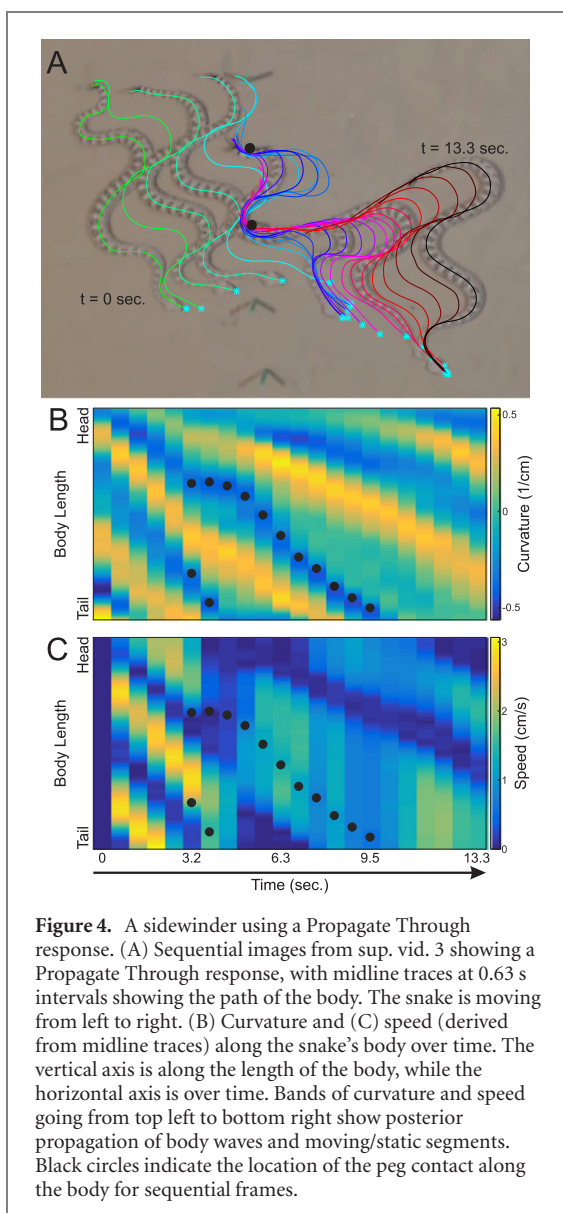 A
t = 13.3 sec.
t = 0 sec.
B
Head
Body Length
Tail
0.5
0
-0.5
Curvature (1/cm)
C
Head
Body Length
Tail
3
2
1
0
Speed (cm/s)
0 3.2 6.3 9.5 13.3
Time (sec.)
Figure 4. A sidewinder using a Propagate Through
response. (A) Sequential images from sup. vid. 3 showing a
Propagate Through response, with midline traces at 0.63 s
intervals showing the path of the body. The snake is moving
from left to right. (B) Curvature and (C) speed (derived
from midline traces) along the snake's body over time. The
vertical axis is along the length of the body, while the
horizontal axis is over time. Bands of curvature and speed
going from top left to bottom right show posterior
propagation of body waves and moving/static segments.
Black circles indicate the location of the peg contact along
the body for sequential frames.